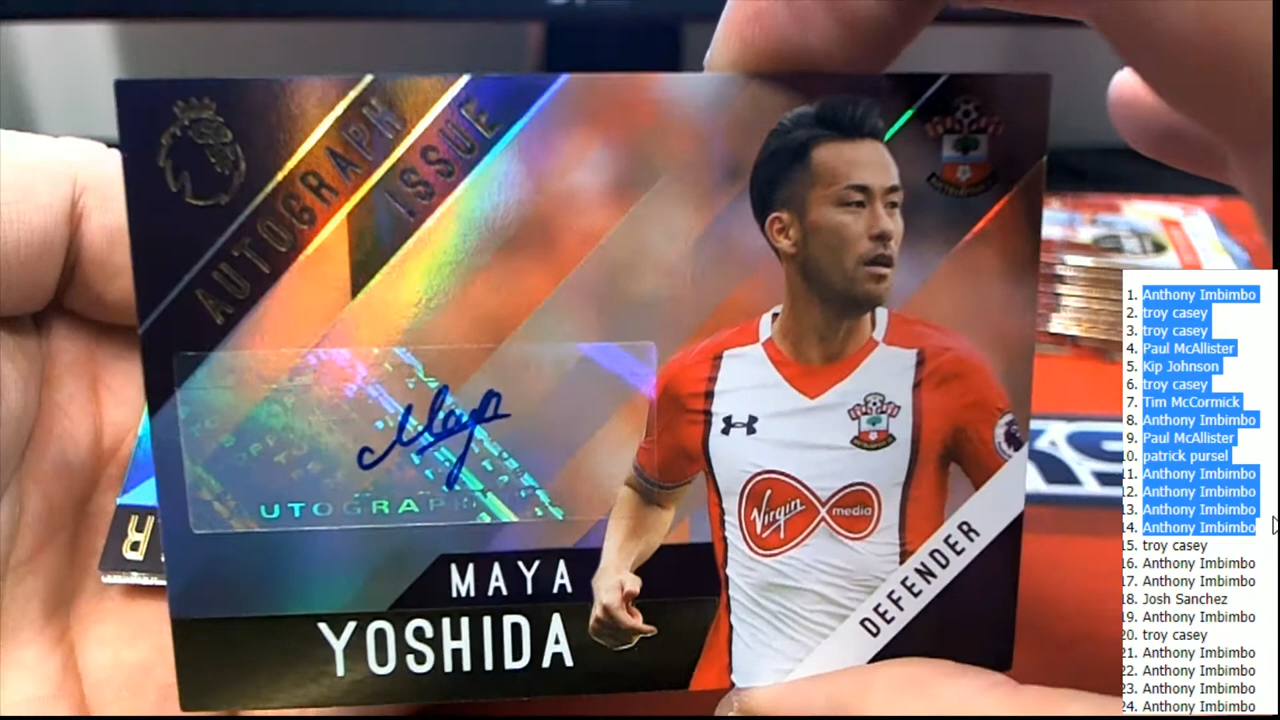 AUTOGRAPH
ISSUE
Maya
UTOGRAPH
MAYA
YOSHIDA
DEFENDER
Virgin media
1. Anthony Imbimbo
2. troy casey
3. troy casey
4. Paul McAllister
5. Kip Johnson
6. troy casey
7. Tim McCormick
8. Anthony Imbimbo
9. Paul McAllister
10. patrick pursel
11. Anthony Imbimbo
12. Anthony Imbimbo
13. Anthony Imbimbo
14. Anthony Imbimbo
15. troy casey
16. Anthony Imbimbo
17. Anthony Imbimbo
18. Josh Sanchez
19. Anthony Imbimbo
20. troy casey
21. Anthony Imbimbo
22. Anthony Imbimbo
23. Anthony Imbimbo
24. Anthony Imbimbo